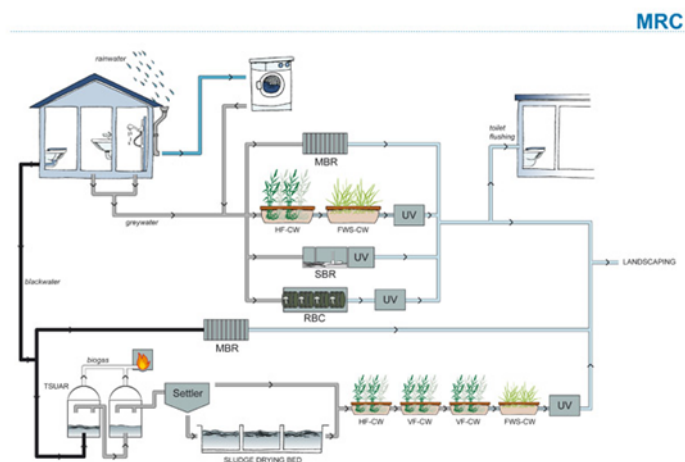 MRC
rainwater
MBR
toilet
flushing
UV
HF-CW
FWS-CW
greywater
UV
SBR
LANDSCAPING
blackwater
UV
RBC
MBR
biogas
TSUAR
Settler
HF-CW
VF-CW
VF-CW
FWS-CW
UV
SLUDGE DRYING BED